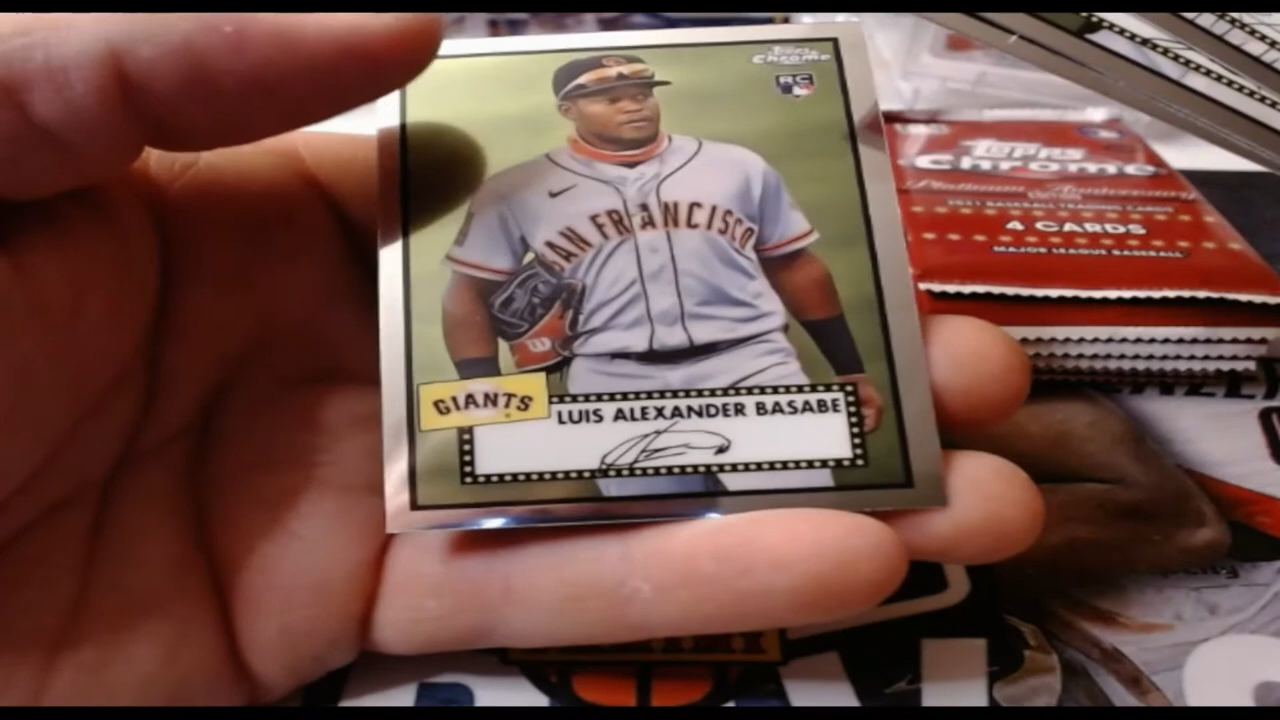 Topps
Chrome
RC
SAN FRANCISCO
GIANTS
LUIS ALEXANDER BASABE
Topps
Chrome
Platinum Anniversary
2021 BASEBALL TRADING CARDS
4 CARDS
MAJOR LEAGUE BASEBALL